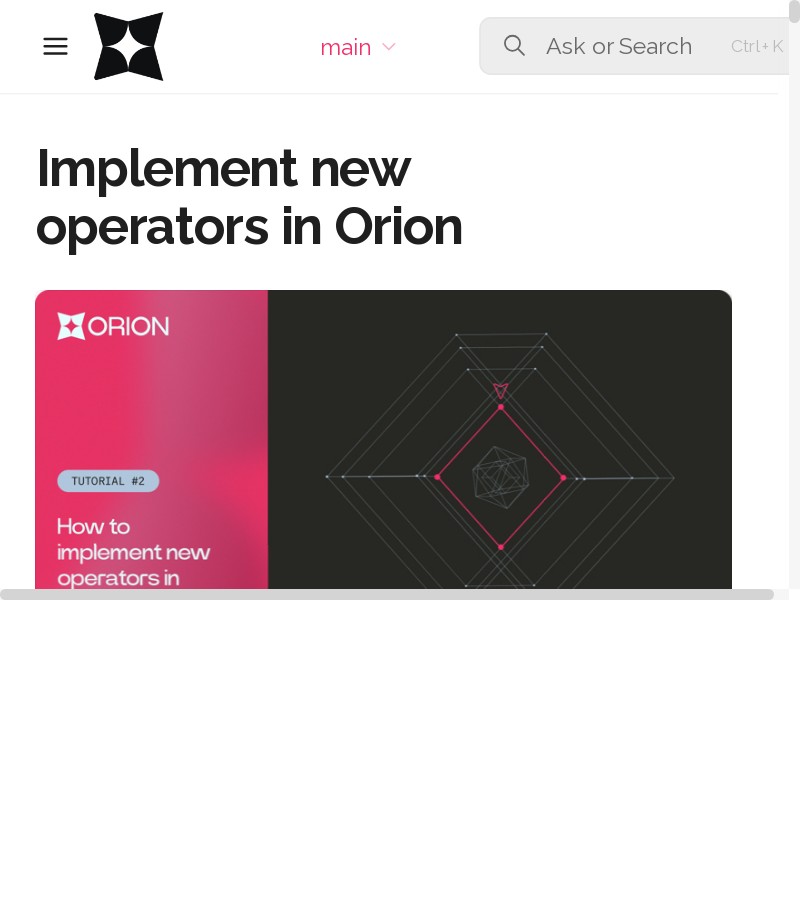 main
Ask or Search
Ctrl+K
Implement new
operators in Orion
ORION
TUTORIAL #2
How to
implement new
operators in